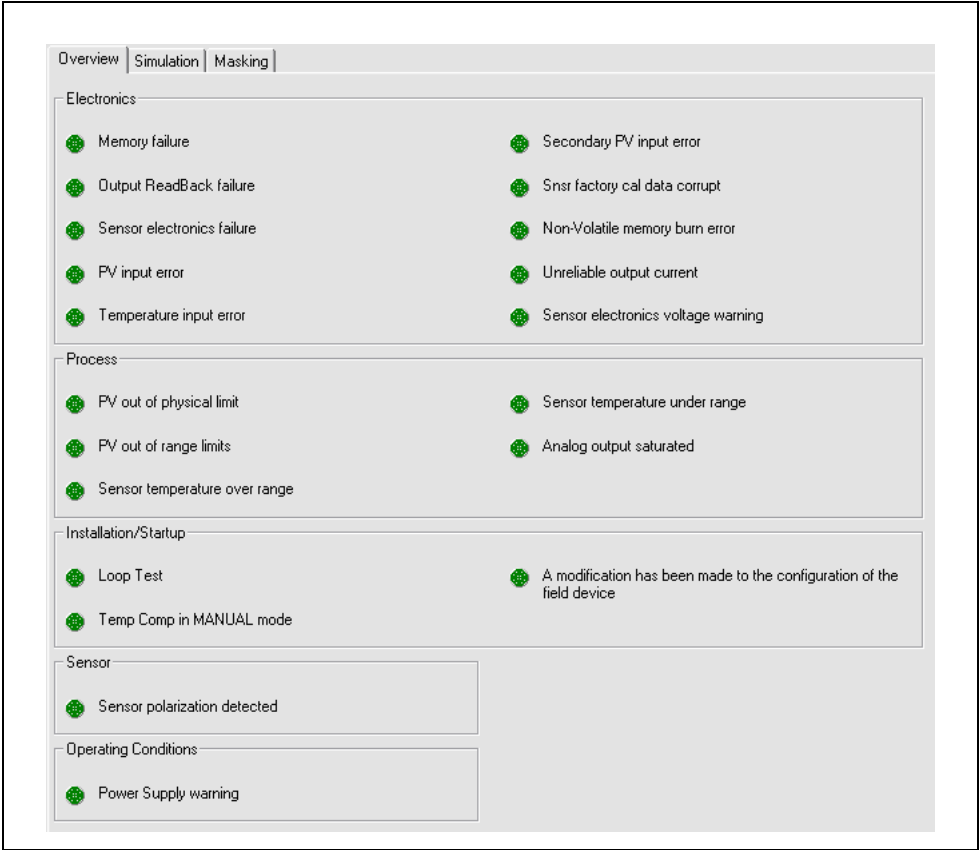 Overview
Simulation
Masking
Electronics
Memory failure
Output ReadBack failure
Sensor electronics failure
PV input error
Temperature input error
Secondary PV input error
Snsr factory cal data corrupt
Non-Volatile memory burn error
Unreliable output current
Sensor electronics voltage warning
Process
PV out of physical limit
PV out of range limits
Sensor temperature over range
Sensor temperature under range
Analog output saturated
Installation/Startup
Loop Test
Temp Comp in MANUAL mode
A modification has been made to the configuration of the
field device
Sensor
Sensor polarization detected
Operating Conditions
Power Supply warning